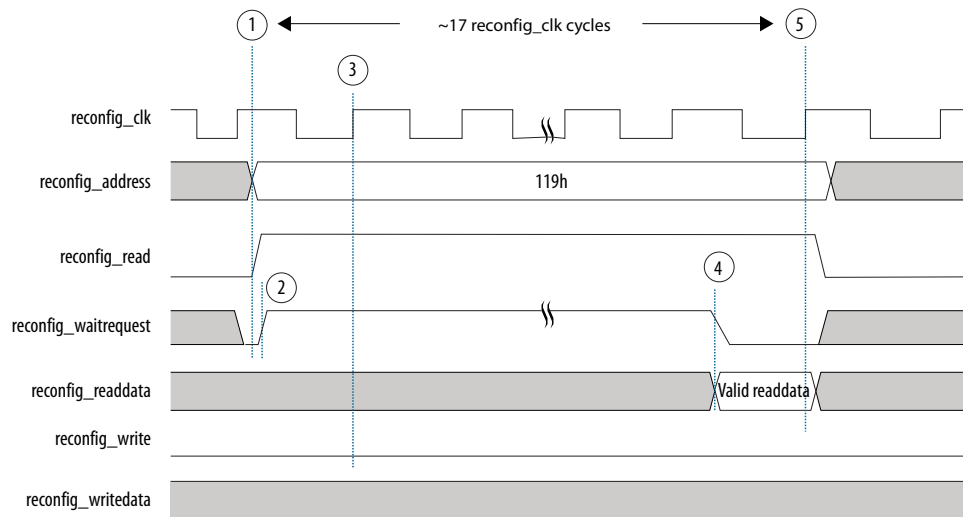 1
~17 reconfig_clk cycles
5
3
reconfig_clk
reconfig_address
119h
reconfig_read
4
2
reconfig_waitrequest
reconfig_readdata
Valid readdata
reconfig_write
reconfig_writedata